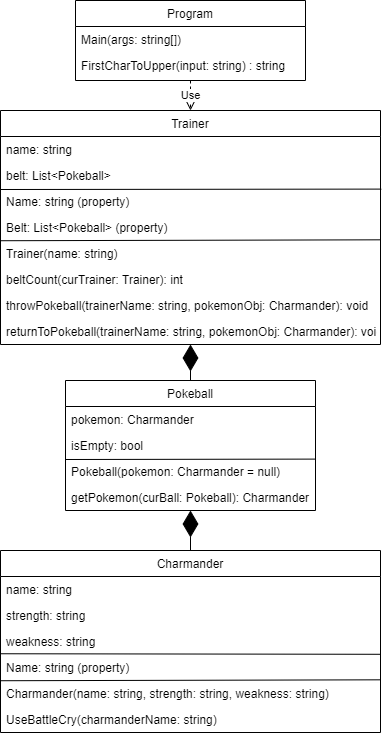 Program
Main(args: string[])
FirstCharToUpper(input: string) : string
Use
Trainer
name: string
belt: List<Pokeball>
Name: string (property)
Belt: List<Pokeball> (property)
Trainer(name: string)
beltCount(curTrainer: Trainer): int
throwPokeball(trainerName: string, pokemonObj: Charmander): void
returnToPokeball(trainerName: string, pokemonObj: Charmander): voi
Pokeball
pokemon: Charmander
isEmpty: bool
Pokeball(pokemon: Charmander = null)
getPokemon(curBall: Pokeball): Charmander
Charmander
name: string
strength: string
weakness: string
Name: string (property)
Charmander(name: string, strength: string, weakness: string)
UseBattleCry(charmanderName: string)